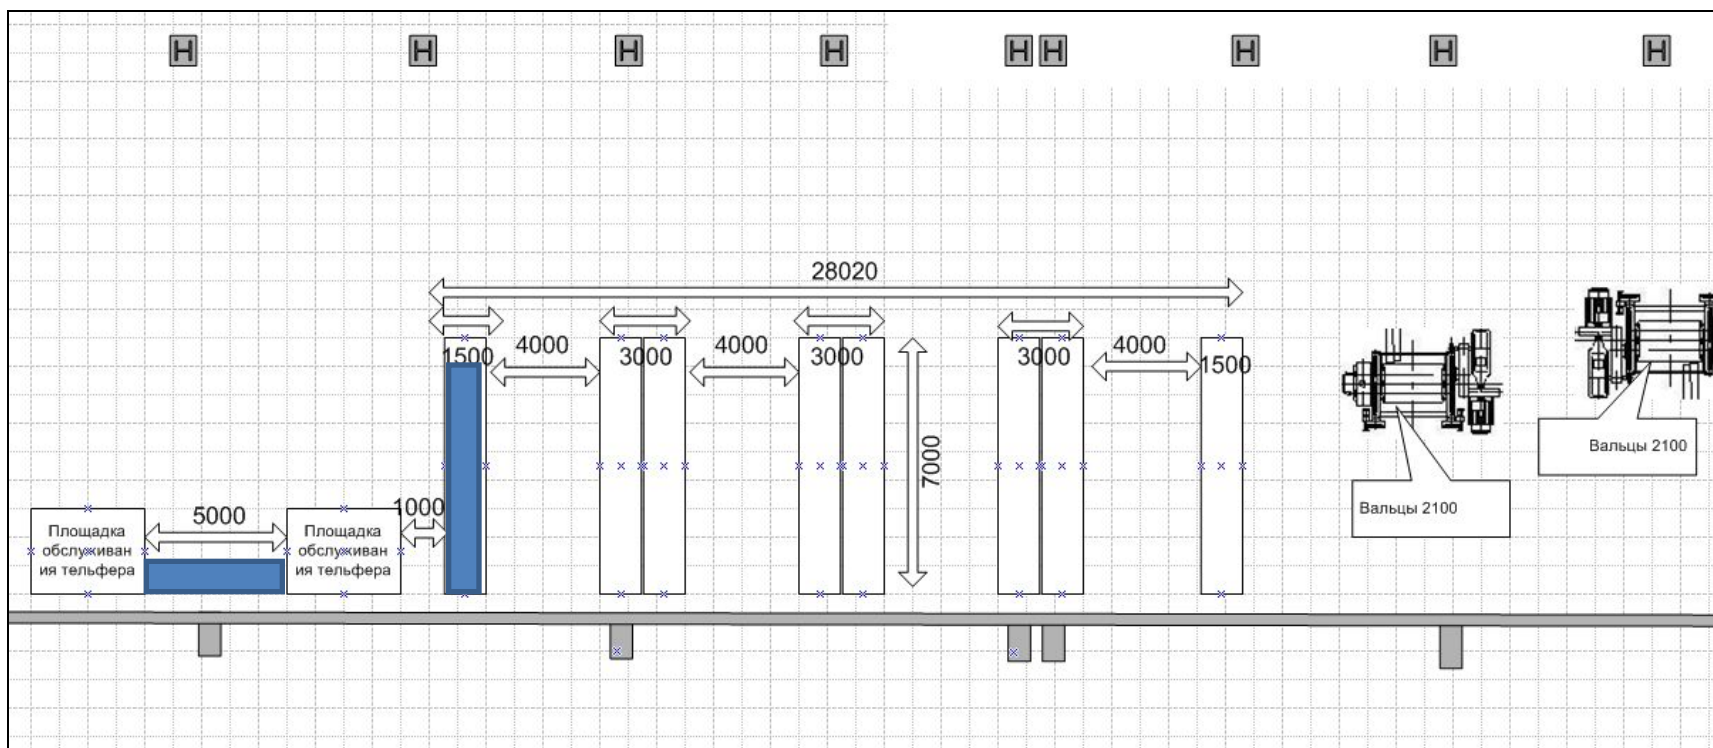 H H H H H H H H H
28020
4000 4000 4000
1500 3000 3000 3000 1500
7000
1000
5000
Площадка
обслуживан
ия тельфера
Площадка
обслуживан
ия тельфера
Вальцы 2100
Вальцы 2100